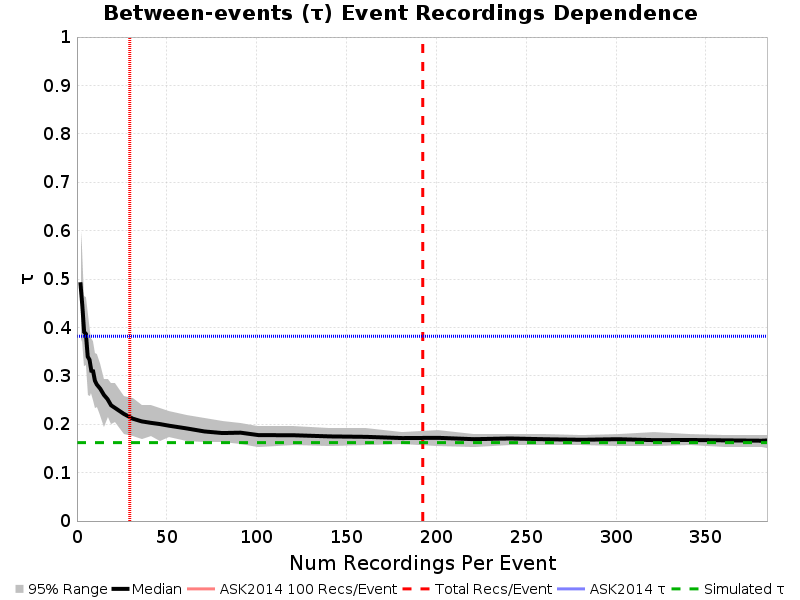 Between-events (τ) Event Recordings Dependence
1
0.9
0.8
0.7
0.6
0.5
0.4
0.3
0.2
0.1
0
τ
0 50 100 150 200 250 300 350
Num Recordings Per Event
95% Range Median ASK2014 100 Recs/Event Total Recs/Event ASK2014 τ Simulated τ